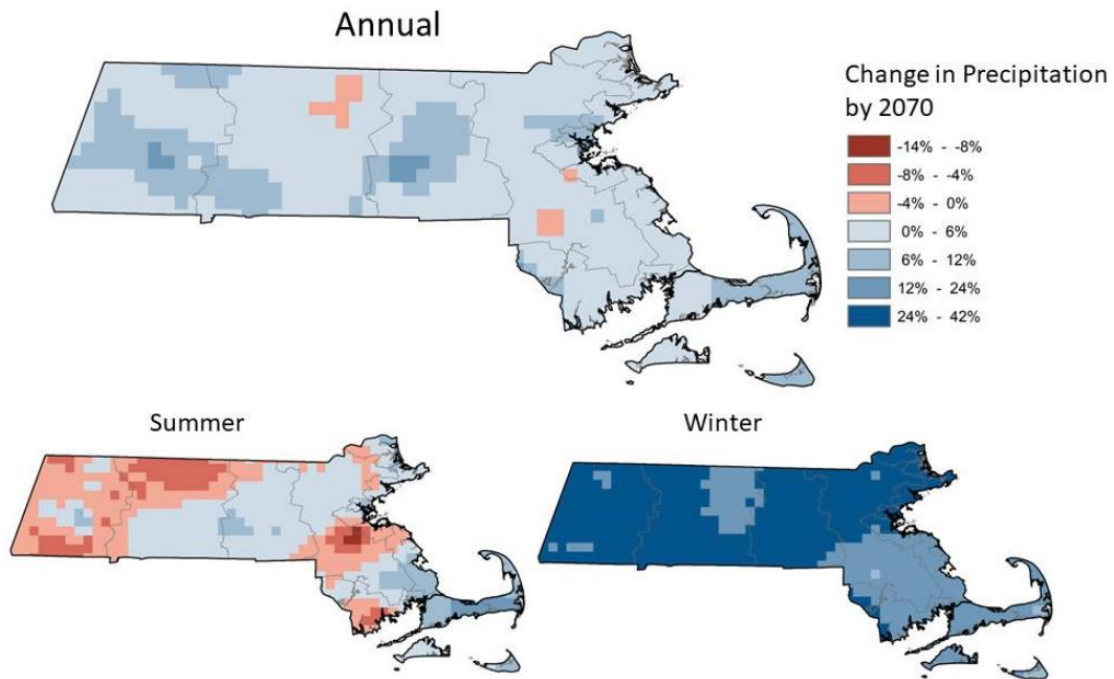 Annual
Change in Precipitation
by 2070
-14% - -8%
-8% - -4%
-4% - 0%
0% - 6%
6% - 12%
12% - 24%
24% - 42%
Summer
Winter